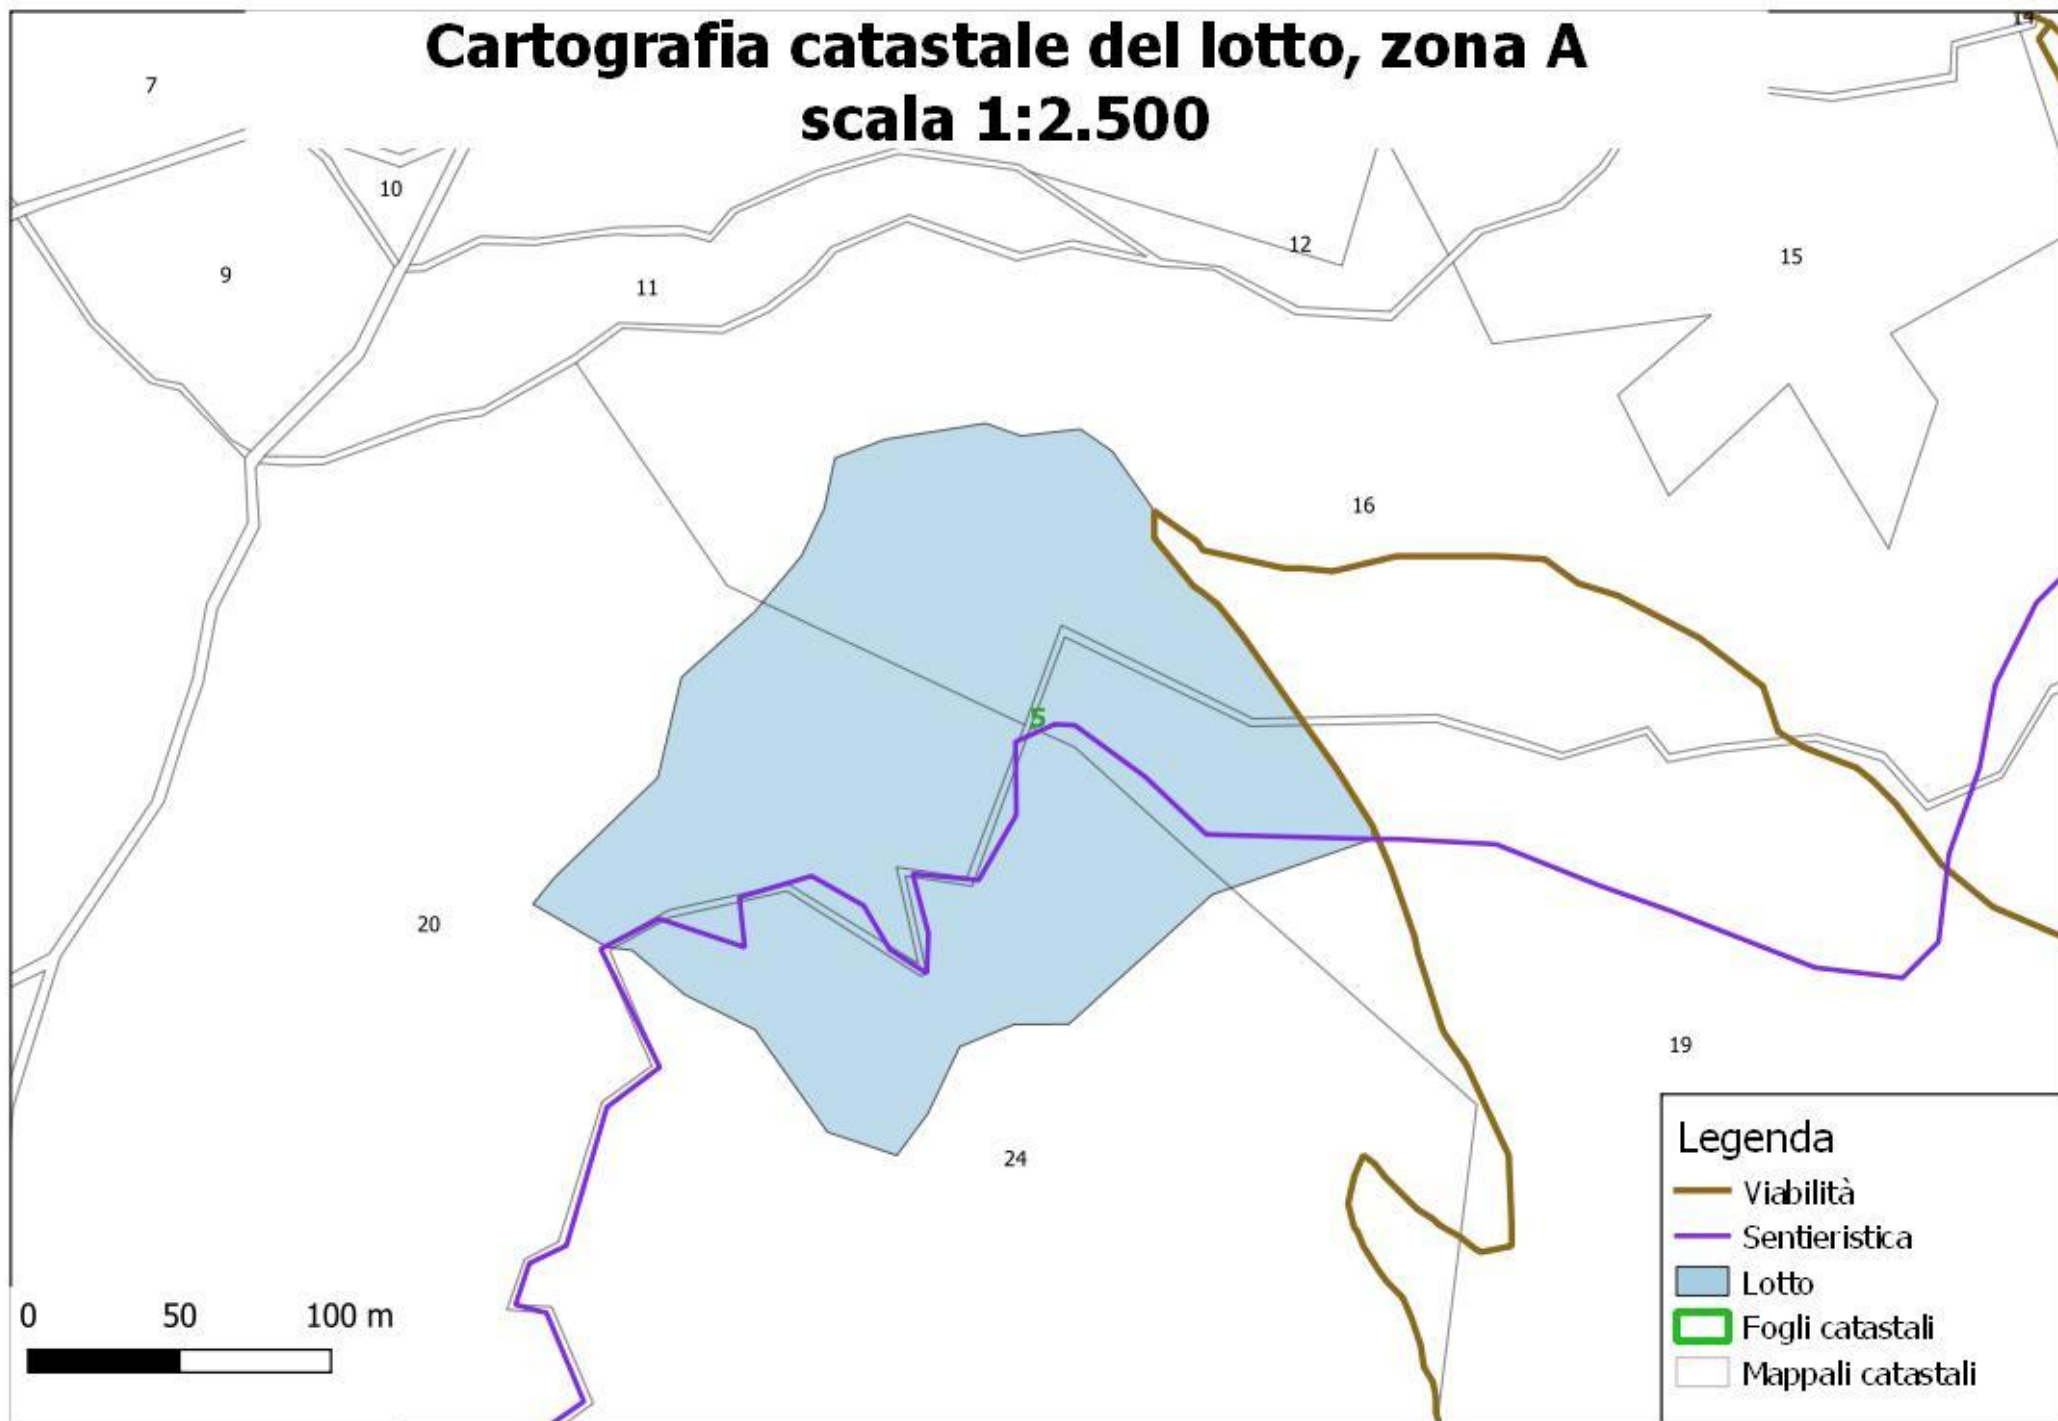 Cartografia catastale del lotto, zona A
scala 1:2.500
14
7
10
9
11
12
15
16
5
20
19
24
Legenda
Viabilità
Sentieristica
Lotto
Fogli catastali
Mappali catastali
0 50 100 m